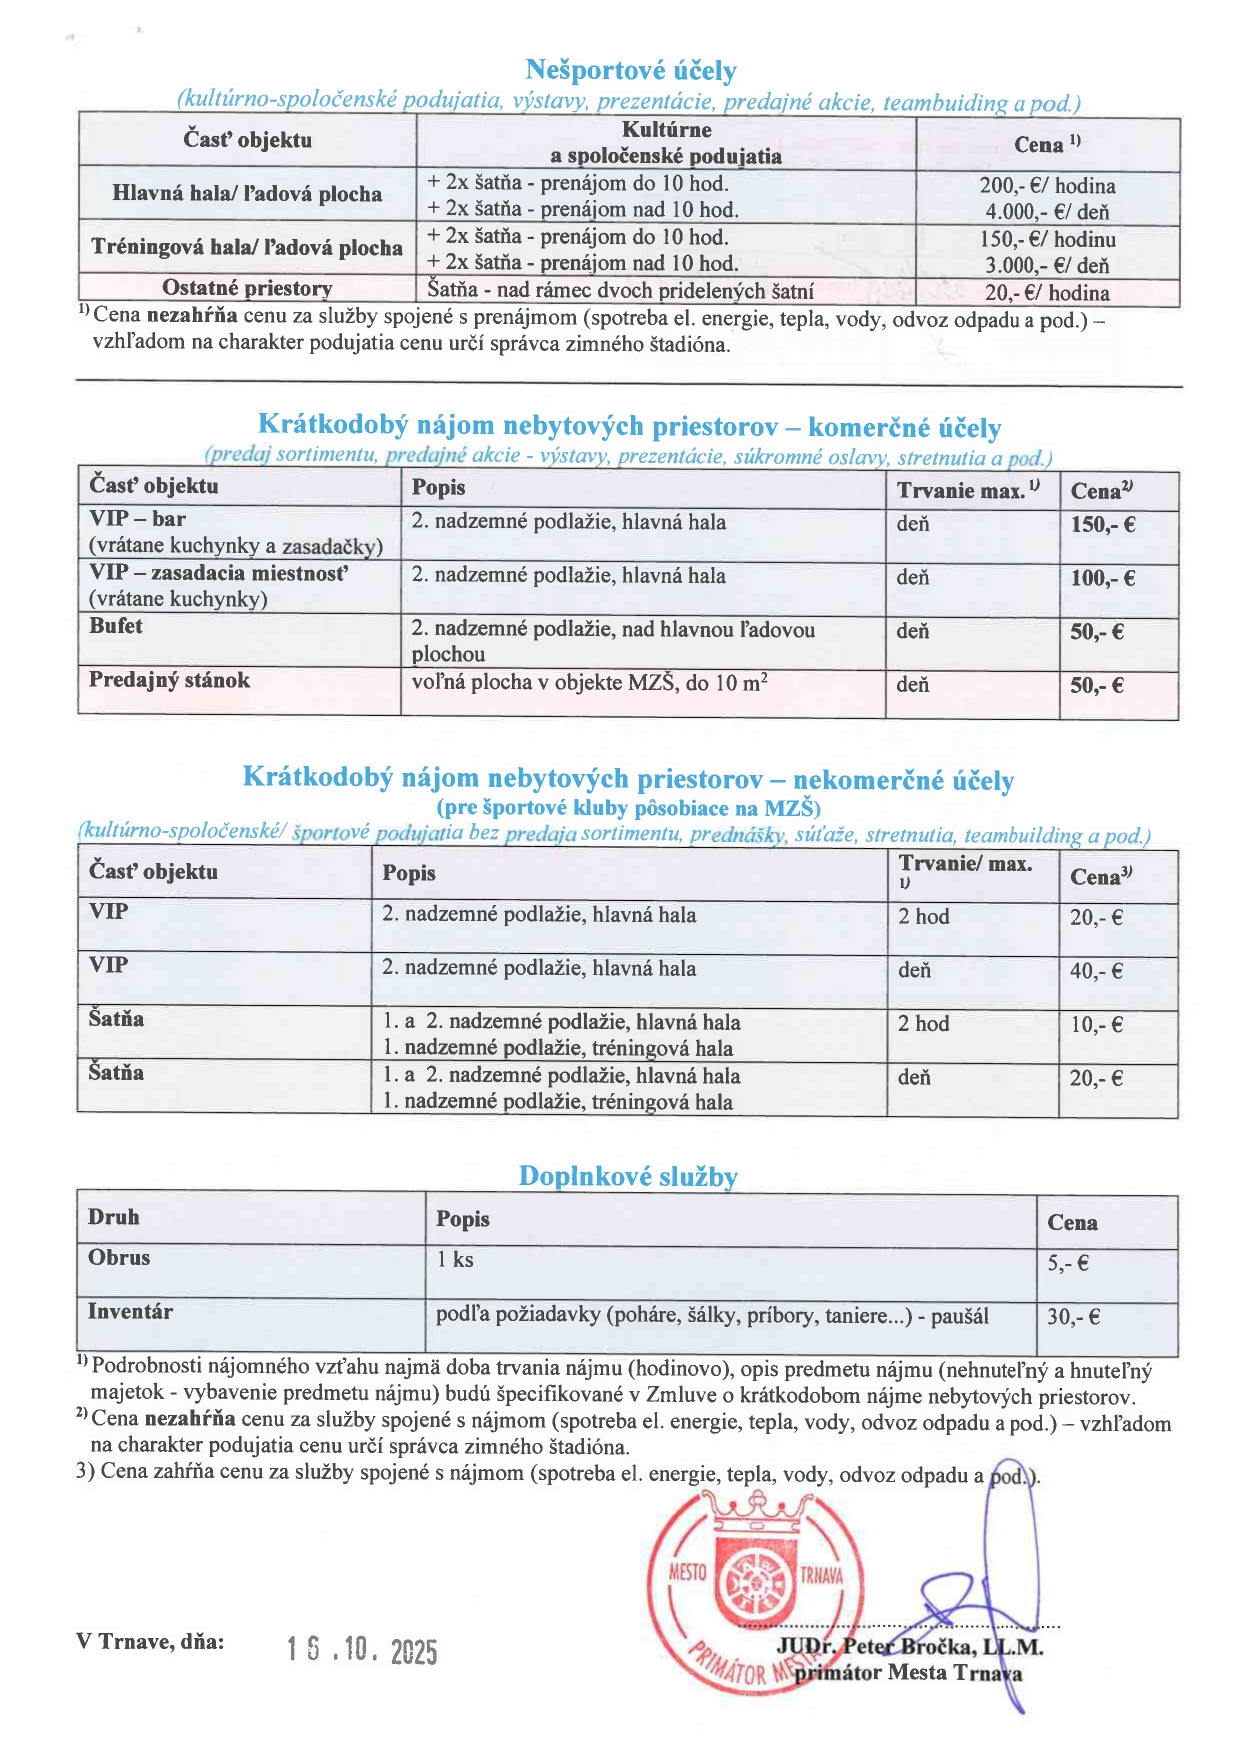 Nešportové účely
(kultúrno-spoločenské podujatia, výstavy, prezentácie, predajné akcie, teambuiding a pod.)
Časť objektu | Kultúrne a spoločenské podujatia | Cena ¹⁾
Hlavná hala/ ľadová plocha | + 2x šatňa - prenájom do 10 hod. | 200,- €/ hodina
+ 2x šatňa - prenájom nad 10 hod. | 4.000,- €/ deň
Tréningová hala/ ľadová plocha | + 2x šatňa - prenájom do 10 hod. | 150,- €/ hodinu
+ 2x šatňa - prenájom nad 10 hod. | 3.000,- €/ deň
Ostatné priestory | Šatňa - nad rámec dvoch pridelených šatní | 20,- €/ hodina
¹⁾ Cena nezahŕňa cenu za služby spojené s prenájmom (spotreba el. energie, tepla, vody, odvoz odpadu a pod.) –
vzhľadom na charakter podujatia cenu určí správca zimného štadióna.
Krátkodobý nájom nebytových priestorov – komerčné účely
(predaj sortimentu, predajné akcie - výstavy, prezentácie, súkromné oslavy, stretnutia a pod.)
Časť objektu | Popis | Trvanie max. ¹⁾ | Cena²⁾
VIP – bar | 2. nadzemné podlažie, hlavná hala | deň | 150,- €
(vrátane kuchynky a zasadačky)
VIP – zasadacia miestnosť | 2. nadzemné podlažie, hlavná hala | deň | 100,- €
(vrátane kuchynky)
Bufet | 2. nadzemné podlažie, nad hlavnou ľadovou | deň | 50,- €
plochou
Predajný stánok | voľná plocha v objekte MZŠ, do 10 m² | deň | 50,- €
Krátkodobý nájom nebytových priestorov – nekomerčné účely
(pre športové kluby pôsobiace na MZŠ)
(kultúrno-spoločenské/ športové podujatia bez predaja sortimentu, prednášky, súťaže, stretnutia, teambuilding a pod.)
Časť objektu | Popis | Trvanie/ max. ¹⁾ | Cena³⁾
VIP | 2. nadzemné podlažie, hlavná hala | 2 hod | 20,- €
VIP | 2. nadzemné podlažie, hlavná hala | deň | 40,- €
Šatňa | 1. a 2. nadzemné podlažie, hlavná hala | 2 hod | 10,- €
1. nadzemné podlažie, tréningová hala
Šatňa | 1. a 2. nadzemné podlažie, hlavná hala | deň | 20,- €
1. nadzemné podlažie, tréningová hala
Doplnkové služby
Druh | Popis | Cena
Obrus | 1 ks | 5,- €
Inventár | podľa požiadavky (poháre, šálky, príbory, taniere...) - paušál | 30,- €
¹⁾ Podrobnosti nájomného vzťahu najmä doba trvania nájmu (hodinovo), opis predmetu nájmu (nehnuteľný a hnuteľný
majetok - vybavenie predmetu nájmu) budú špecifikované v Zmluve o krátkodobom nájme nebytových priestorov.
²⁾ Cena nezahŕňa cenu za služby spojené s nájmom (spotreba el. energie, tepla, vody, odvoz odpadu a pod.) – vzhľadom
na charakter podujatia cenu určí správca zimného štadióna.
3) Cena zahŕňa cenu za služby spojené s nájmom (spotreba el. energie, tepla, vody, odvoz odpadu a pod.).
MESTO TRNAVA
PRIMÁTOR MESTA
V Trnave, dňa: 16.10.2025
JUDr. Peter Bročka, LL.M.
primátor Mesta Trnava